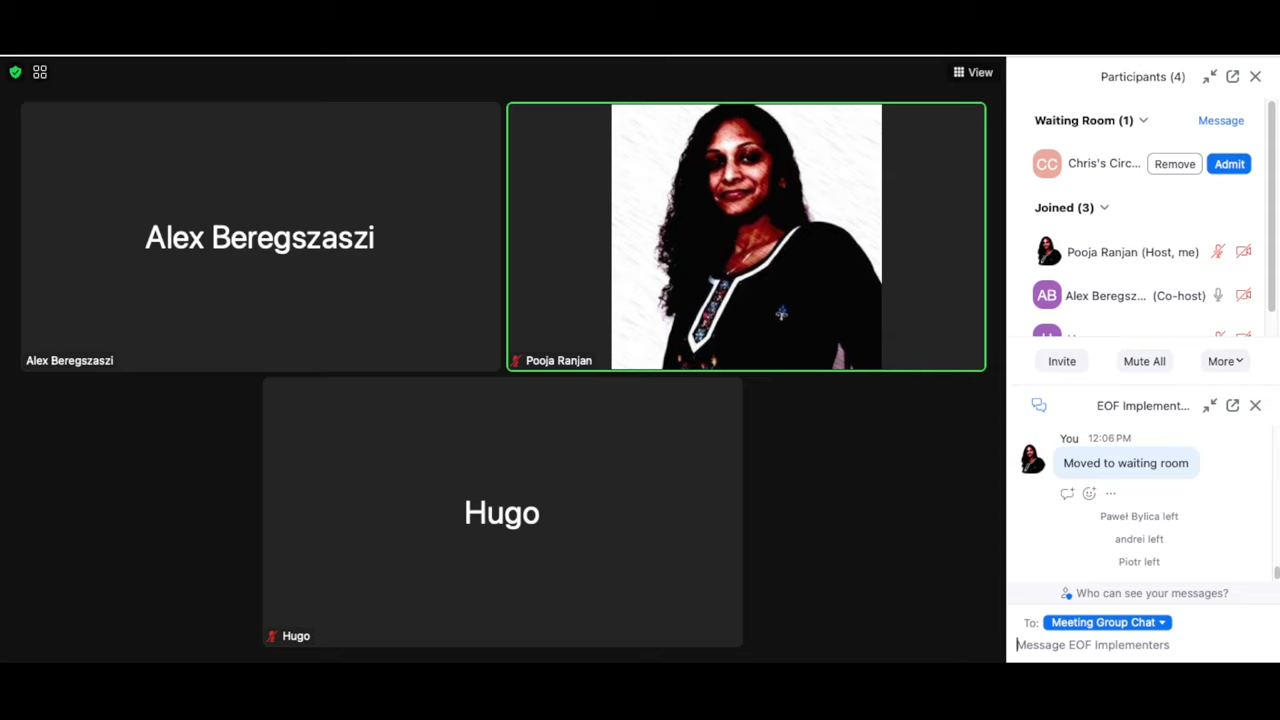 View
Alex Beregszaszi
Alex Beregszaszi
Pooja Ranjan
Hugo
Hugo
Participants (4)
Waiting Room (1)
Message
CC
Chris's Circ...
Remove
Admit
Joined (3)
Pooja Ranjan (Host, me)
AB
Alex Beregsz... (Co-host)
Invite
Mute All
More
EOF Implement...
You 12:06 PM
Moved to waiting room
Paweł Bylica left
andrei left
Piotr left
Who can see your messages?
To: Meeting Group Chat
Message EOF Implementers